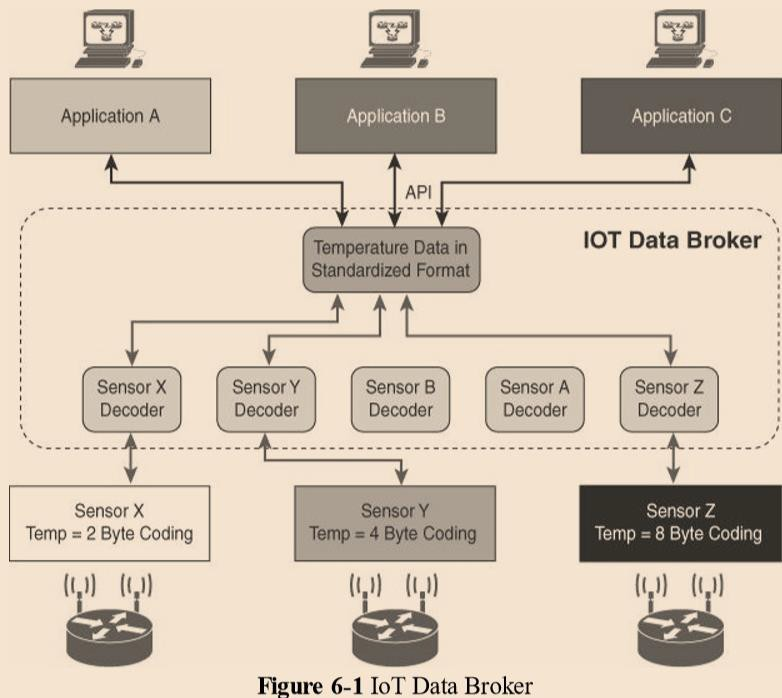 Application A
Application B
Application C
API
IOT Data Broker
Temperature Data in
Standardized Format
Sensor X
Decoder
Sensor Y
Decoder
Sensor B
Decoder
Sensor A
Decoder
Sensor Z
Decoder
Sensor X
Temp = 2 Byte Coding
Sensor Y
Temp = 4 Byte Coding
Sensor Z
Temp = 8 Byte Coding
Figure 6-1 IoT Data Broker